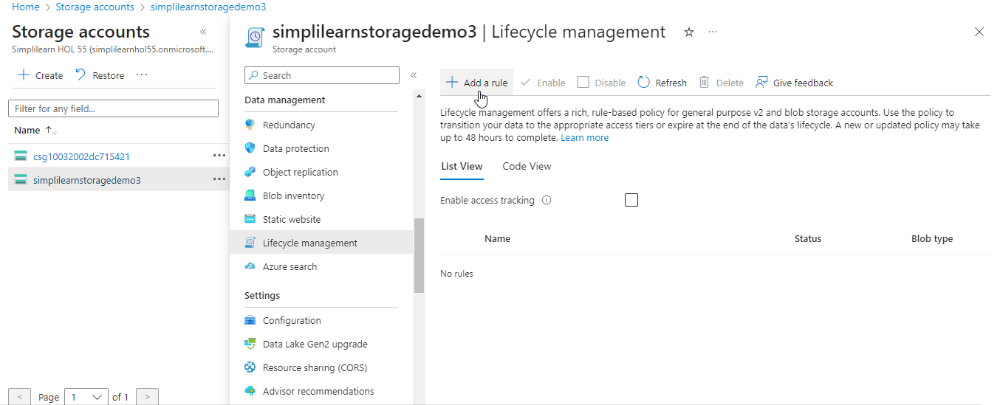 Home > Storage accounts > simplilearnstoragedemo3
Storage accounts «
Simplilearn HOL 55 (simplilearnhol55.onmicrosoft....
+ Create Restore ...
Filter for any field...
Name ↑↓
csg10032002dc715421 ...
simplilearnstoragedemo3 ...
< Page 1 of 1 >
simplilearnstoragedemo3 | Lifecycle management ☆ ...
Storage account
Search «
Data management
Redundancy
Data protection
Object replication
Blob inventory
Static website
Lifecycle management
Azure search
Settings
Configuration
Data Lake Gen2 upgrade
Resource sharing (CORS)
Advisor recommendations
+ Add a rule Enable Disable Refresh Delete Give feedback
Lifecycle management offers a rich, rule-based policy for general purpose v2 and blob storage accounts. Use the policy to
transition your data to the appropriate access tiers or expire at the end of the data's lifecycle. A new or updated policy may take
up to 48 hours to complete. Learn more
List View Code View
Enable access tracking
Name Status Blob type
No rules